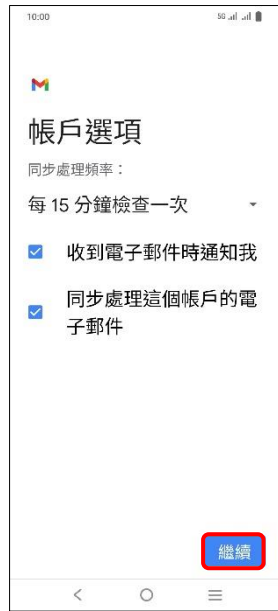 10:00
5G
帳戶選項
同步處理頻率：
每 15 分鐘檢查一次
收到電子郵件時通知我
同步處理這個帳戶的電
子郵件
繼續